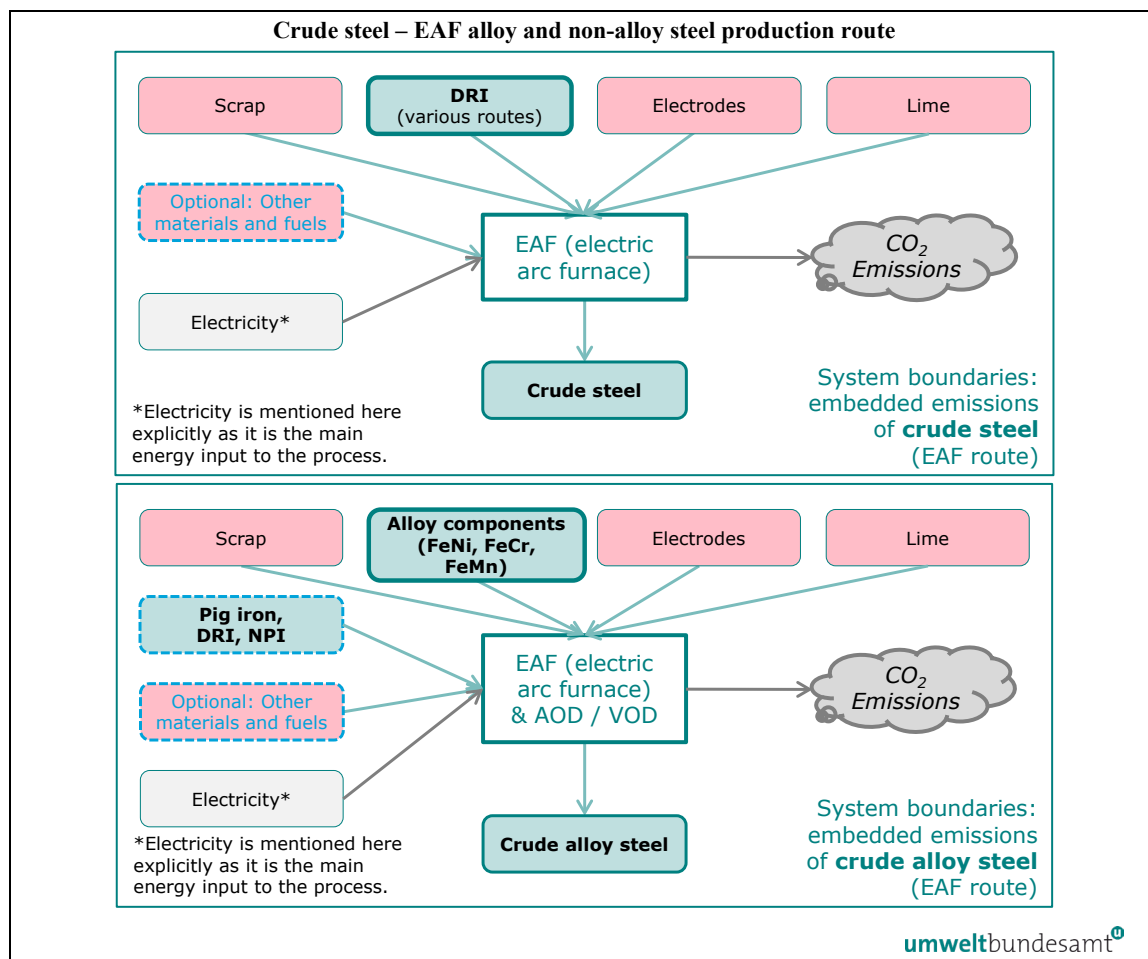 Crude steel – EAF alloy and non-alloy steel production route
Scrap
DRI
(various routes)
Electrodes
Lime
Optional: Other
materials and fuels
EAF (electric
arc furnace)
CO2
Emissions
Electricity*
Crude steel
*Electricity is mentioned here
explicitly as it is the main
energy input to the process.
System boundaries:
embedded emissions
of crude steel
(EAF route)
Scrap
Alloy components
(FeNi, FeCr,
FeMn)
Electrodes
Lime
Pig iron,
DRI, NPI
EAF (electric
arc furnace)
& AOD / VOD
CO2
Emissions
Optional: Other
materials and fuels
Electricity*
Crude alloy steel
*Electricity is mentioned here
explicitly as it is the main
energy input to the process.
System boundaries:
embedded emissions
of crude alloy steel
(EAF route)
umweltbundesamt u